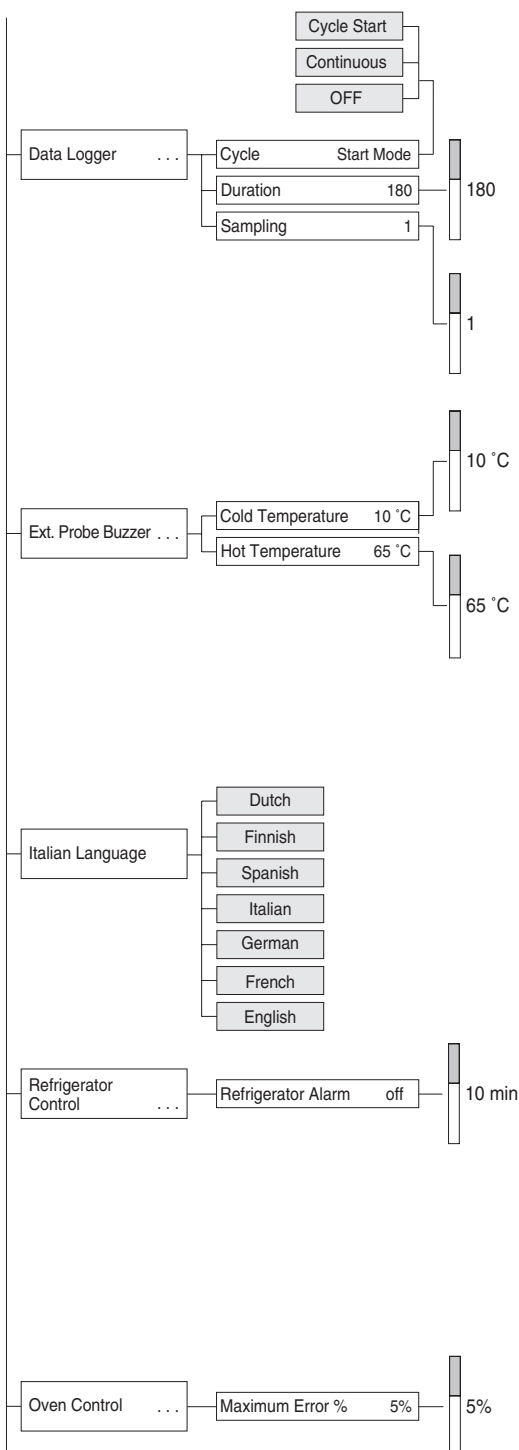 Cycle Start
Continuous
OFF
Data Logger ...
Cycle Start Mode
Duration 180
180
Sampling 1
1
10 ˚C
Ext. Probe Buzzer ...
Cold Temperature 10 ˚C
Hot Temperature 65 ˚C
65 ˚C
Italian Language
Dutch
Finnish
Spanish
Italian
German
French
English
Refrigerator
Control ...
Refrigerator Alarm off
10 min
Oven Control ...
Maximum Error % 5%
5%